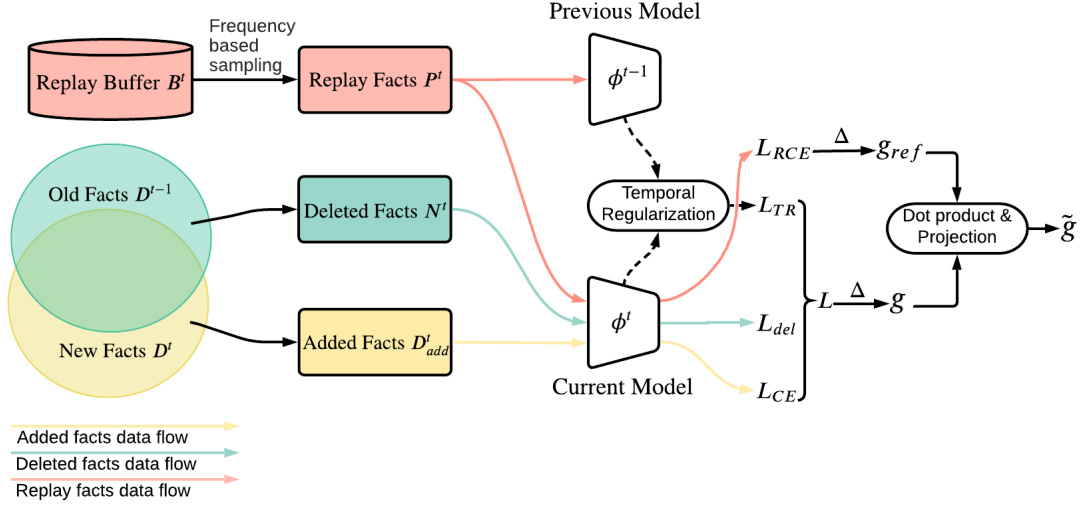 Previous Model
Frequency
based
sampling
Replay Buffer B^t
Replay Facts P^t
ϕ^{t-1}
L_{RCE}
Δ
g_{ref}
Old Facts D^{t-1}
Deleted Facts N^t
Temporal
Regularization
L_{TR}
Dot product &
Projection
g̃
New Facts D^t
Added Facts D^t_{add}
ϕ^t
L_{del}
L
Δ
g
Current Model
L_{CE}
Added facts data flow
Deleted facts data flow
Replay facts data flow